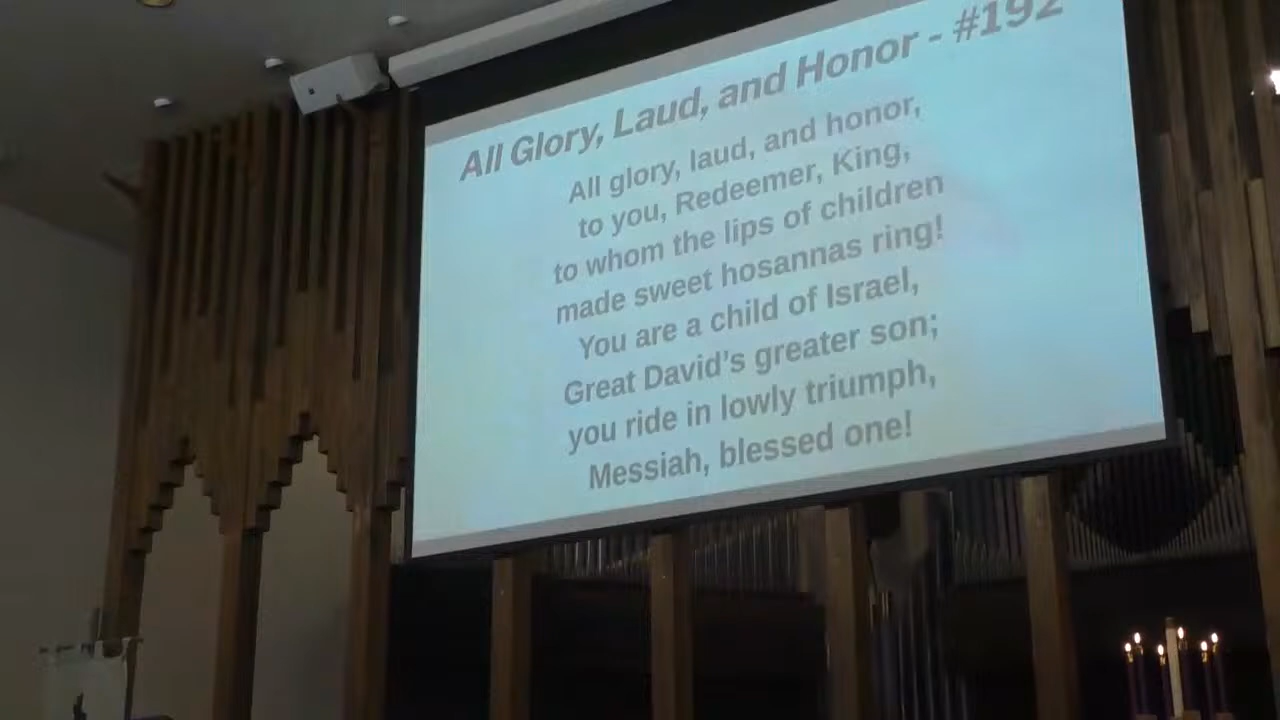 All Glory, Laud, and Honor - #192
All glory, laud, and honor,
to you, Redeemer, King,
to whom the lips of children
made sweet hosannas ring!
You are a child of Israel,
Great David's greater son;
you ride in lowly triumph,
Messiah, blessed one!